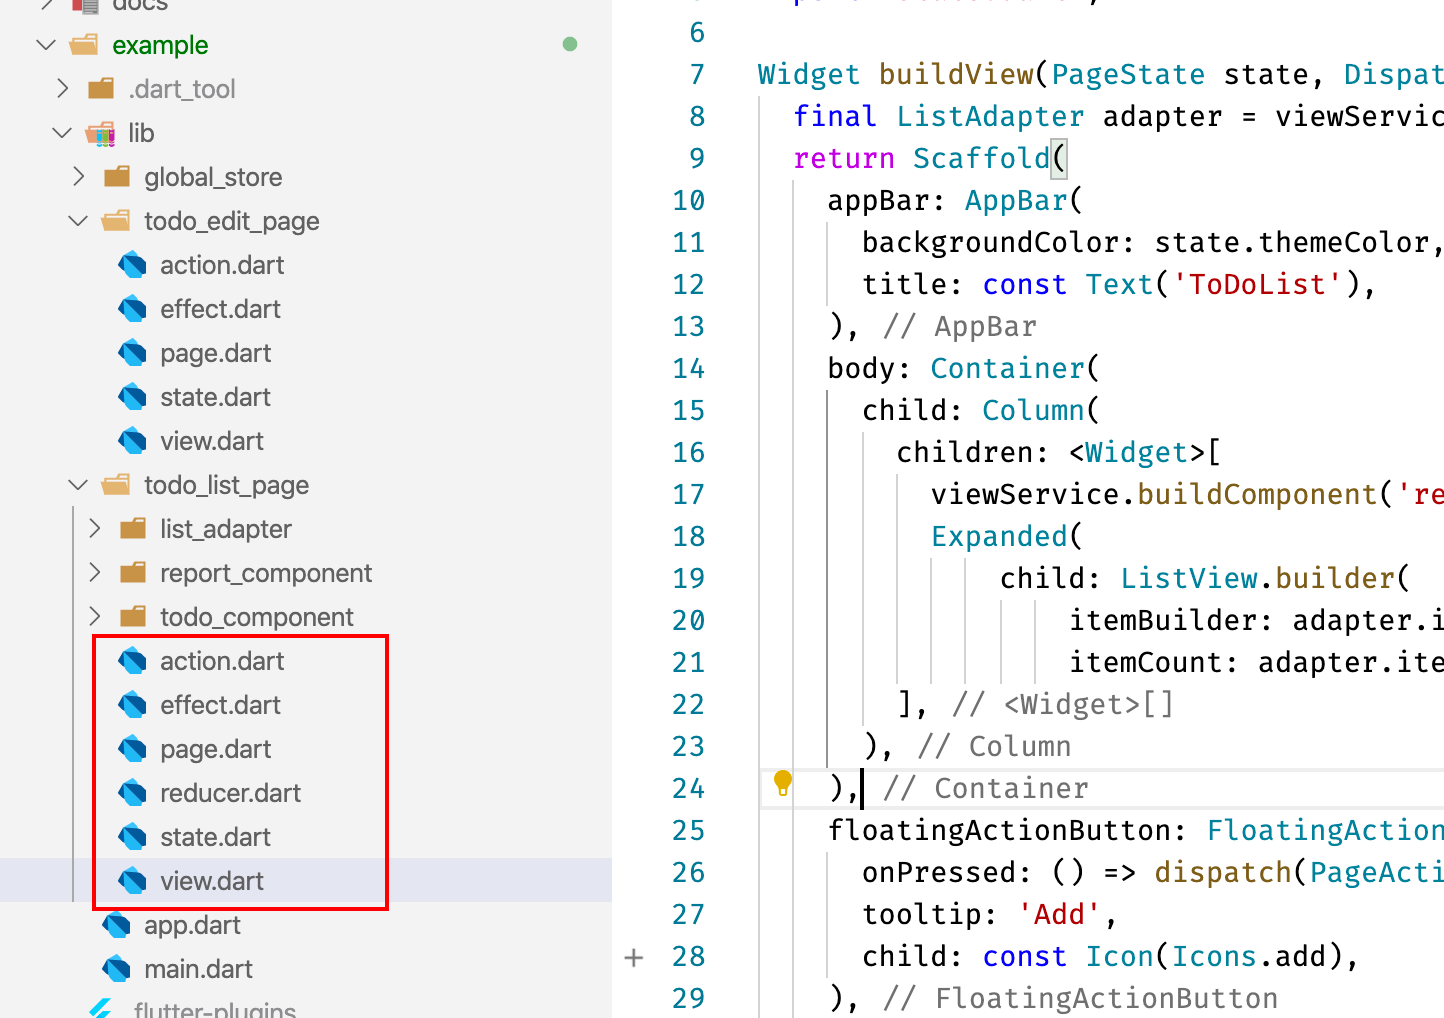 docs
example
.dart_tool
lib
global_store
todo_edit_page
action.dart
effect.dart
page.dart
state.dart
view.dart
todo_list_page
list_adapter
report_component
todo_component
action.dart
effect.dart
page.dart
reducer.dart
state.dart
view.dart
app.dart
main.dart
flutter-plugins
6
7 Widget buildView(PageState state, Dispat
8 final ListAdapter adapter = viewServic
9 return Scaffold(
10 appBar: AppBar(
11 backgroundColor: state.themeColor,
12 title: const Text('ToDoList'),
13 ), // AppBar
14 body: Container(
15 child: Column(
16 children: <Widget>[
17 viewService.buildComponent('re
18 Expanded(
19 child: ListView.builder(
20 itemBuilder: adapter.i
21 itemCount: adapter.ite
22 ], // <Widget>[]
23 ), // Column
24 ), // Container
25 floatingActionButton: FloatingAction
26 onPressed: () => dispatch(PageActi
27 tooltip: 'Add',
28 child: const Icon(Icons.add),
29 ), // FloatingActionButton